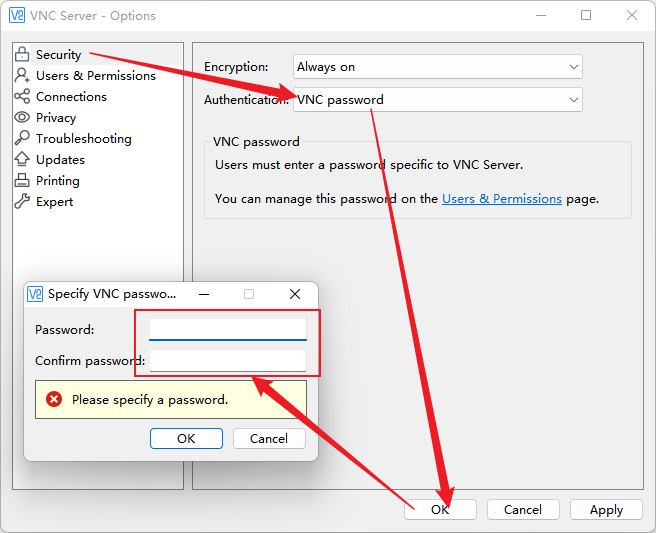 VNC Server - Options
Security
Users & Permissions
Connections
Privacy
Troubleshooting
Updates
Printing
Expert
Encryption: Always on
Authentication: VNC password
VNC password
Users must enter a password specific to VNC Server.
You can manage this password on the Users & Permissions page.
Specify VNC passwo...
Password:
Confirm password:
Please specify a password.
OK Cancel
OK Cancel Apply